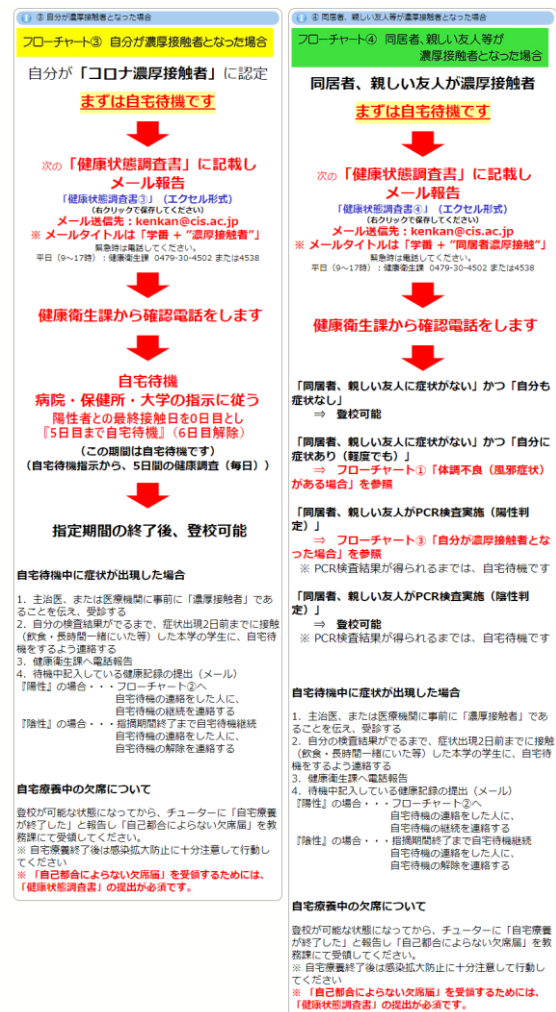 ② 自分が濃厚接触者となった場合
フローチャート③ 自分が濃厚接触者となった場合
自分が「コロナ濃厚接触者」に認定
まずは自宅待機です
次の「健康状態調査書」に記載し
メール報告
「健康状態調査書③」（エクセル形式）
(右クリックで保存してください)
メール送信先：kenkan@cis.ac.jp
※ メールタイトルは「学番 + ”濃厚接触者”」
緊急時は電話してください。
平日（9～17時）：健康衛生課 0479-30-4502 または4538
健康衛生課から確認電話をします
自宅待機
病院・保健所・大学の指示に従う
陽性者との最終接触日を0日目とし
『5日目まで自宅待機』（6日目解除）
（この期間は自宅待機です）
（自宅待機指示から、5日間の健康調査（毎日））
指定期間の終了後、登校可能
自宅待機中に症状が出現した場合
1. 主治医、または医療機関に事前に「濃厚接触者」であ
ることを伝え、受診する
2. 自分の検査結果がでるまで、症状出現2日前までに接触
（飲食・長時間一緒にいた等）した本学の学生に、自宅待
機をするよう連絡する
3. 健康衛生課へ電話報告
4. 待機中記入している健康記録の提出（メール）
『陽性』の場合・・・フローチャート②へ
自宅待機の連絡をした人に、
自宅待機の継続を連絡する
『陰性』の場合・・・指摘期間終了まで自宅待機継続
自宅待機の連絡をした人に、
自宅待機の解除を連絡する
自宅療養中の欠席について
登校が可能な状態になってから、チューターに「自宅療養
が終了した」と報告し「自己都合によらない欠席届」を教
務課にて受領してください。
※ 自宅療養終了後は感染拡大防止に十分注意して行動し
てください
※ 「自己都合によらない欠席届」を受領するためには、
「健康状態調査書」の提出が必須です。
④ 同居者、親しい友人等が濃厚接触者となった場合
フローチャート④ 同居者、親しい友人等が
濃厚接触者となった場合
同居者、親しい友人が濃厚接触者
まずは自宅待機です
次の「健康状態調査書」に記載し
メール報告
「健康状態調査書④」（エクセル形式）
(右クリックで保存してください)
メール送信先：kenkan@cis.ac.jp
※ メールタイトルは「学番 + ”同居者濃厚接触”」
緊急時は電話してください。
平日（9～17時）：健康衛生課 0479-30-4502 または4538
健康衛生課から確認電話をします
「同居者、親しい友人に症状がない」かつ「自分も
症状なし」
⇒ 登校可能
「同居者、親しい友人に症状がない」かつ「自分に
症状あり（軽度でも）」
⇒ フローチャート①「体調不良（風邪症状）
がある場合」を参照
「同居者、親しい友人がPCR検査実施（陽性判
定）」
⇒ フローチャート③「自分が濃厚接触者とな
った場合」を参照
※ PCR検査結果が得られるまでは、自宅待機です
「同居者、親しい友人がPCR検査実施（陰性判
定）」
⇒ 登校可能
※ PCR検査結果が得られるまでは、自宅待機です
自宅待機中に症状が出現した場合
1. 主治医、または医療機関に事前に「濃厚接触者」であ
ることを伝え、受診する
2. 自分の検査結果がでるまで、症状出現2日前までに接触
（飲食・長時間一緒にいた等）した本学の学生に、自宅待
機をするよう連絡する
3. 健康衛生課へ電話報告
4. 待機中記入している健康記録の提出（メール）
『陽性』の場合・・・フローチャート②へ
自宅待機の連絡をした人に、
自宅待機の継続を連絡する
『陰性』の場合・・・指摘期間終了まで自宅待機継続
自宅待機の連絡をした人に、
自宅待機の解除を連絡する
自宅療養中の欠席について
登校が可能な状態になってから、チューターに「自宅療養
が終了した」と報告し「自己都合によらない欠席届」を教
務課にて受領してください。
※ 自宅療養終了後は感染拡大防止に十分注意して行動し
てください
※ 「自己都合によらない欠席届」を受領するためには、
「健康状態調査書」の提出が必須です。